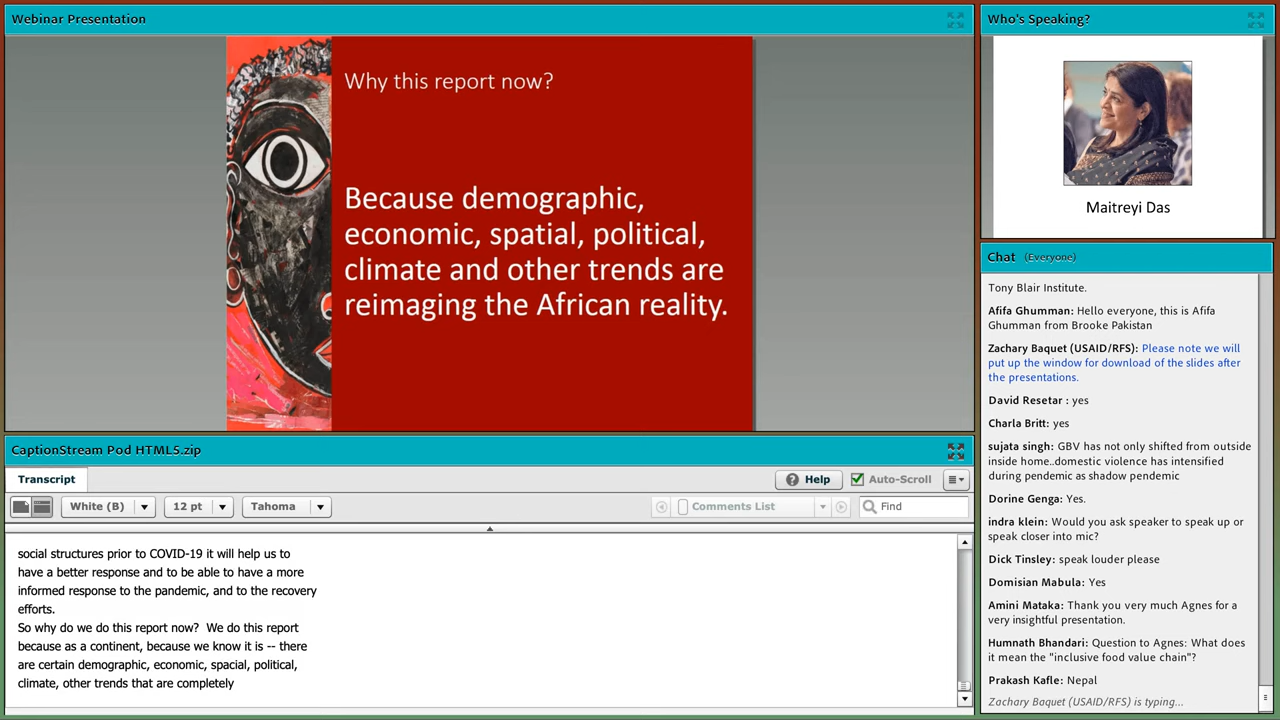 Webinar Presentation
Why this report now?
Because demographic,
economic, spatial, political,
climate and other trends are
reimaging the African reality.
Who's Speaking?
Maitreyi Das
Chat (Everyone)
Tony Blair Institute.
Afifa Ghumman: Hello everyone, this is Afifa
Ghumman from Brooke Pakistan
Zachary Baquet (USAID/RFS): Please note we will
put up the window for download of the slides after
the presentations.
David Resetar : yes
Charla Britt: yes
sujata singh: GBV has not only shifted from outside
inside home..domestic violence has intensified
during pendemic as shadow pendemic
Dorine Genga: Yes.
indra klein: Would you ask speaker to speak up or
speak closer into mic?
Dick Tinsley: speak louder please
Domisian Mabula: Yes
Amini Mataka: Thank you very much Agnes for a
very insightful presentation.
Humnath Bhandari: Question to Agnes: What does
it mean the "inclusive food value chain"?
Prakash Kafle: Nepal
Zachary Baquet (USAID/RFS) is typing...
CaptionStream Pod HTML5.zip
Transcript
Help
Auto-Scroll
White (B)
12 pt
Tahoma
Comments List
Find
social structures prior to COVID-19 it will help us to
have a better response and to be able to have a more
informed response to the pandemic, and to the recovery
efforts.
So why do we do this report now?  We do this report
because as a continent, because we know it is -- there
are certain demographic, economic, spacial, political,
climate, other trends that are completely